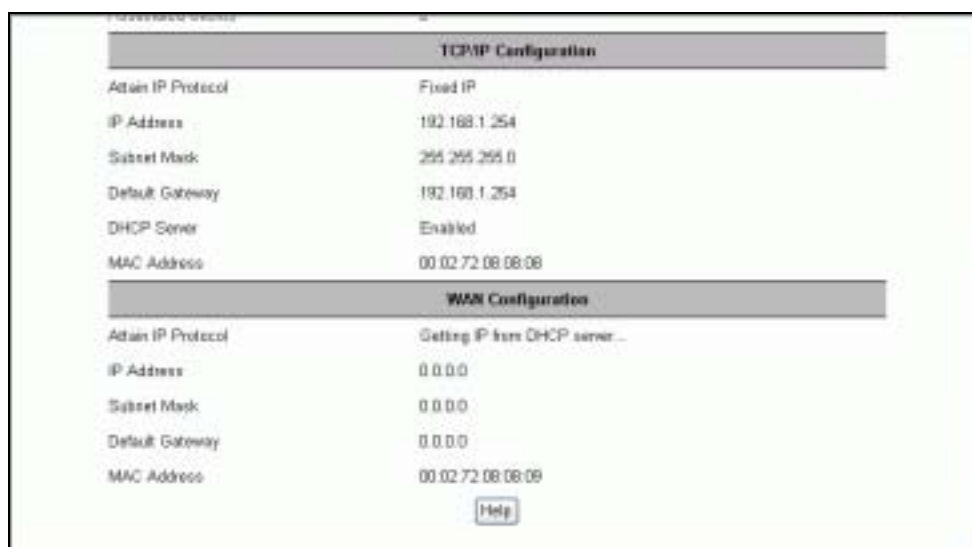 TCP/IP Configuration
Attain IP Protocol Fixed IP
IP Address 192.168.1.254
Subnet Mask 255.255.255.0
Default Gateway 192.168.1.254
DHCP Server Enabled
MAC Address 00:02:72:08:08:08
WAN Configuration
Attain IP Protocol Getting IP from DHCP server...
IP Address 0.0.0.0
Subnet Mask 0.0.0.0
Default Gateway 0.0.0.0
MAC Address 00:02:72:08:08:09
Help